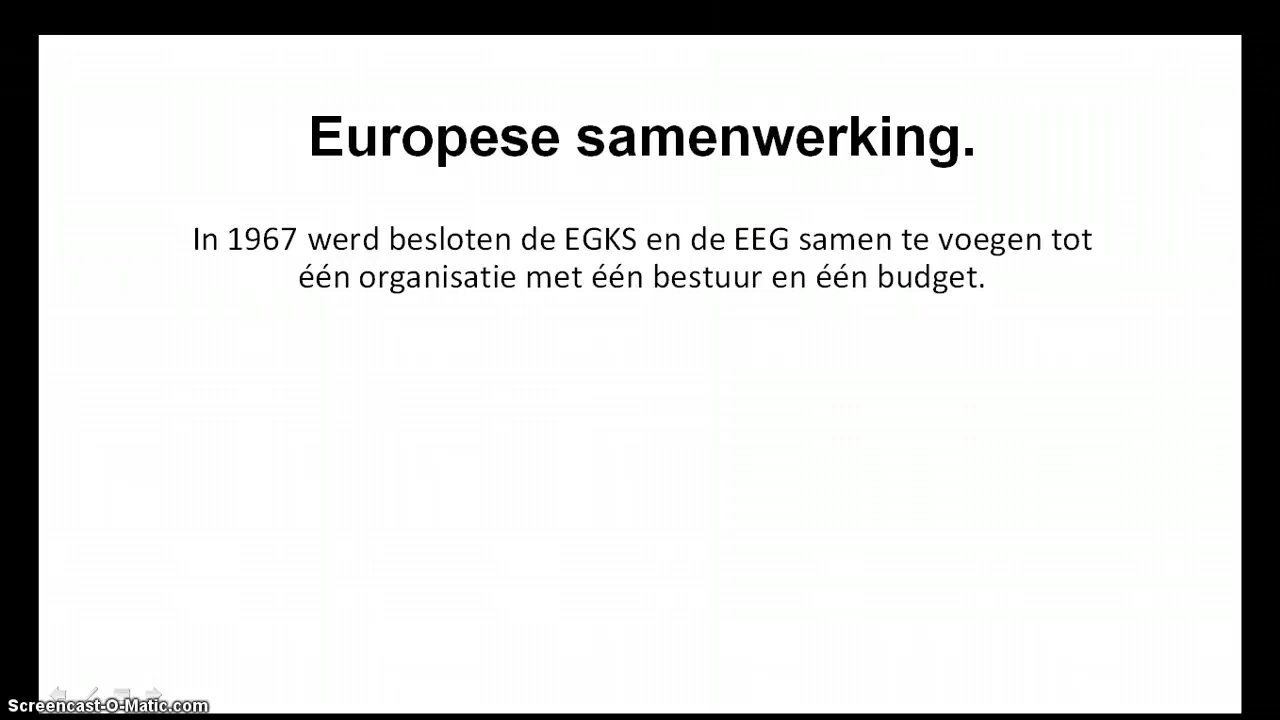 Europese samenwerking.
In 1967 werd besloten de EGKS en de EEG samen te voegen tot
één organisatie met één bestuur en één budget.
Screencast-O-Matic.com